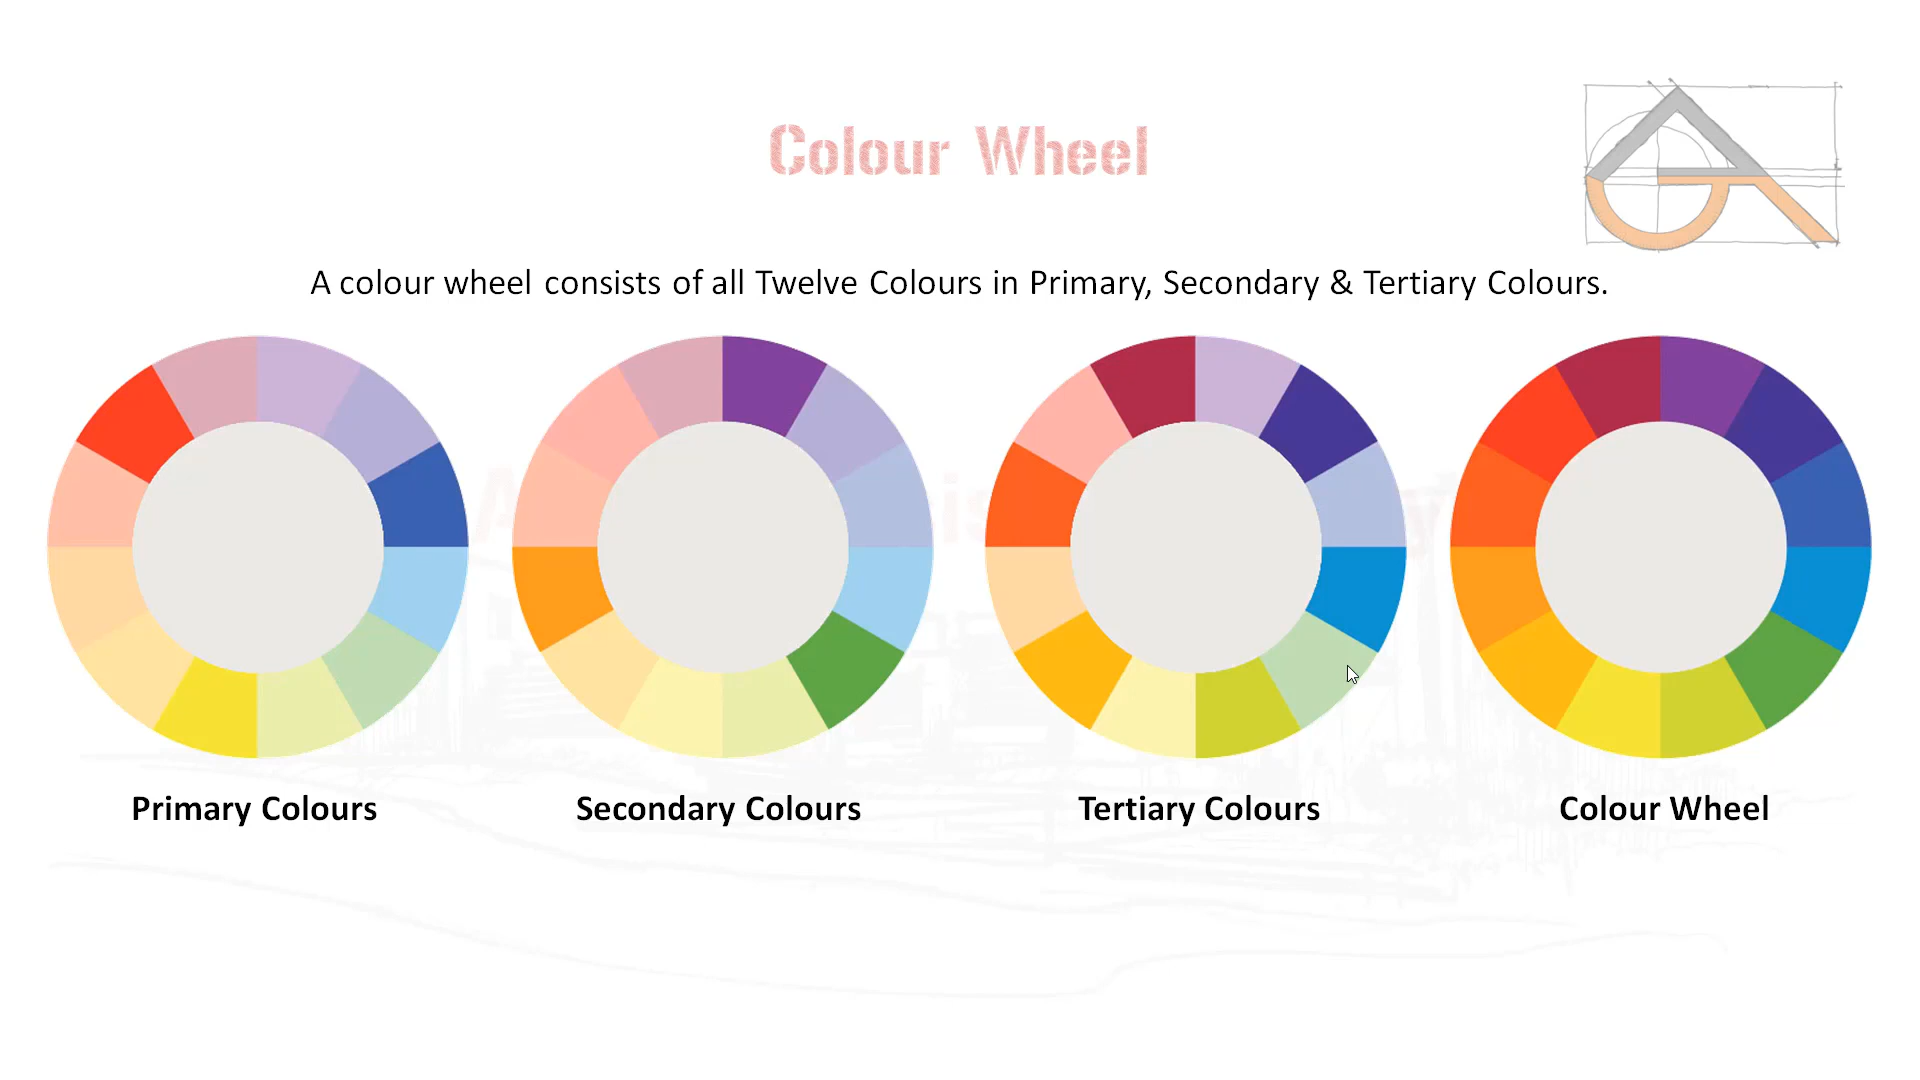 Colour Wheel
A colour wheel consists of all Twelve Colours in Primary, Secondary & Tertiary Colours.
Primary Colours
Secondary Colours
Tertiary Colours
Colour Wheel